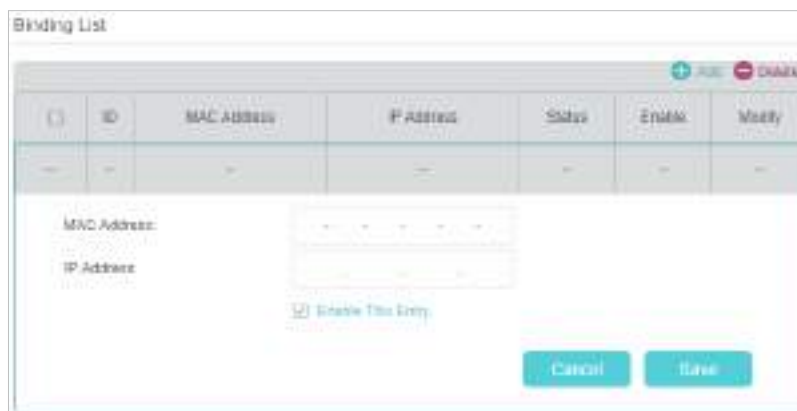 Binding List
Add Delete
ID MAC Address IP Address Status Enable Modify
-- -- -- -- -- -- --
MAC Address:
IP Address:
Enable This Entry
Cancel Save